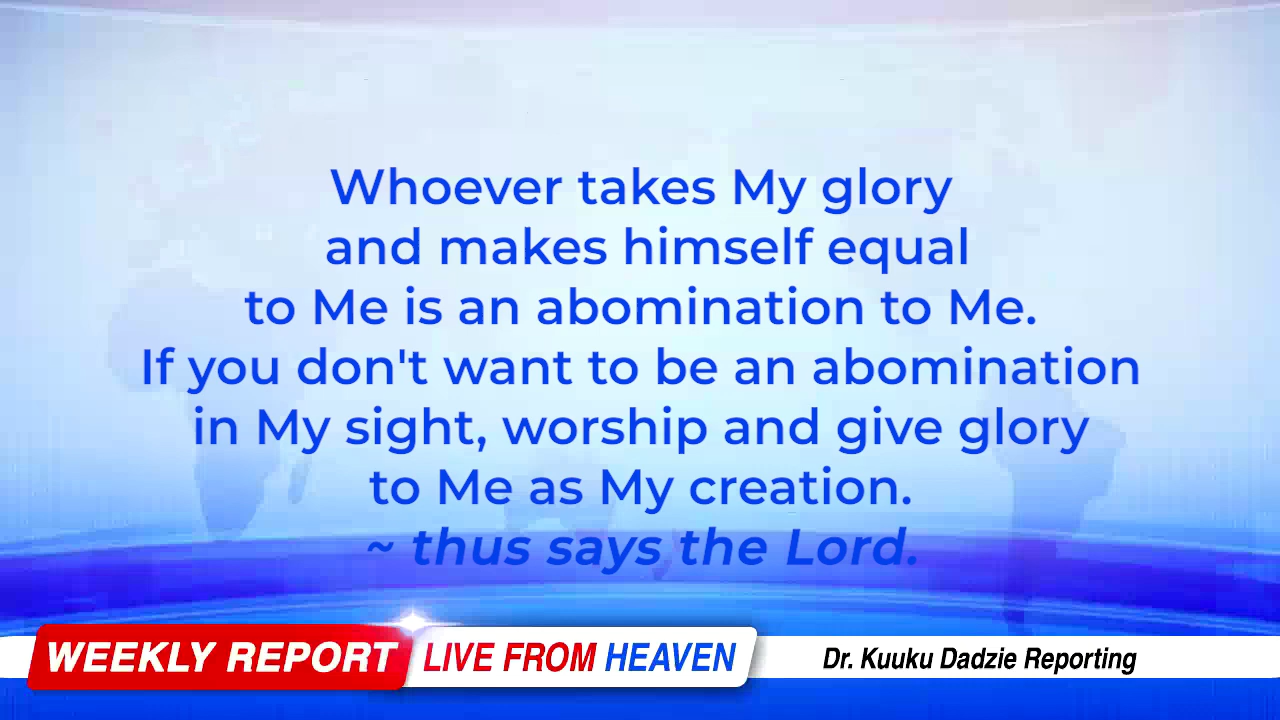 Whoever takes My glory
and makes himself equal
to Me is an abomination to Me.
If you don't want to be an abomination
in My sight, worship and give glory
to Me as My creation.
~ thus says the Lord.
WEEKLY REPORT LIVE FROM HEAVEN Dr. Kuuku Dadzie Reporting